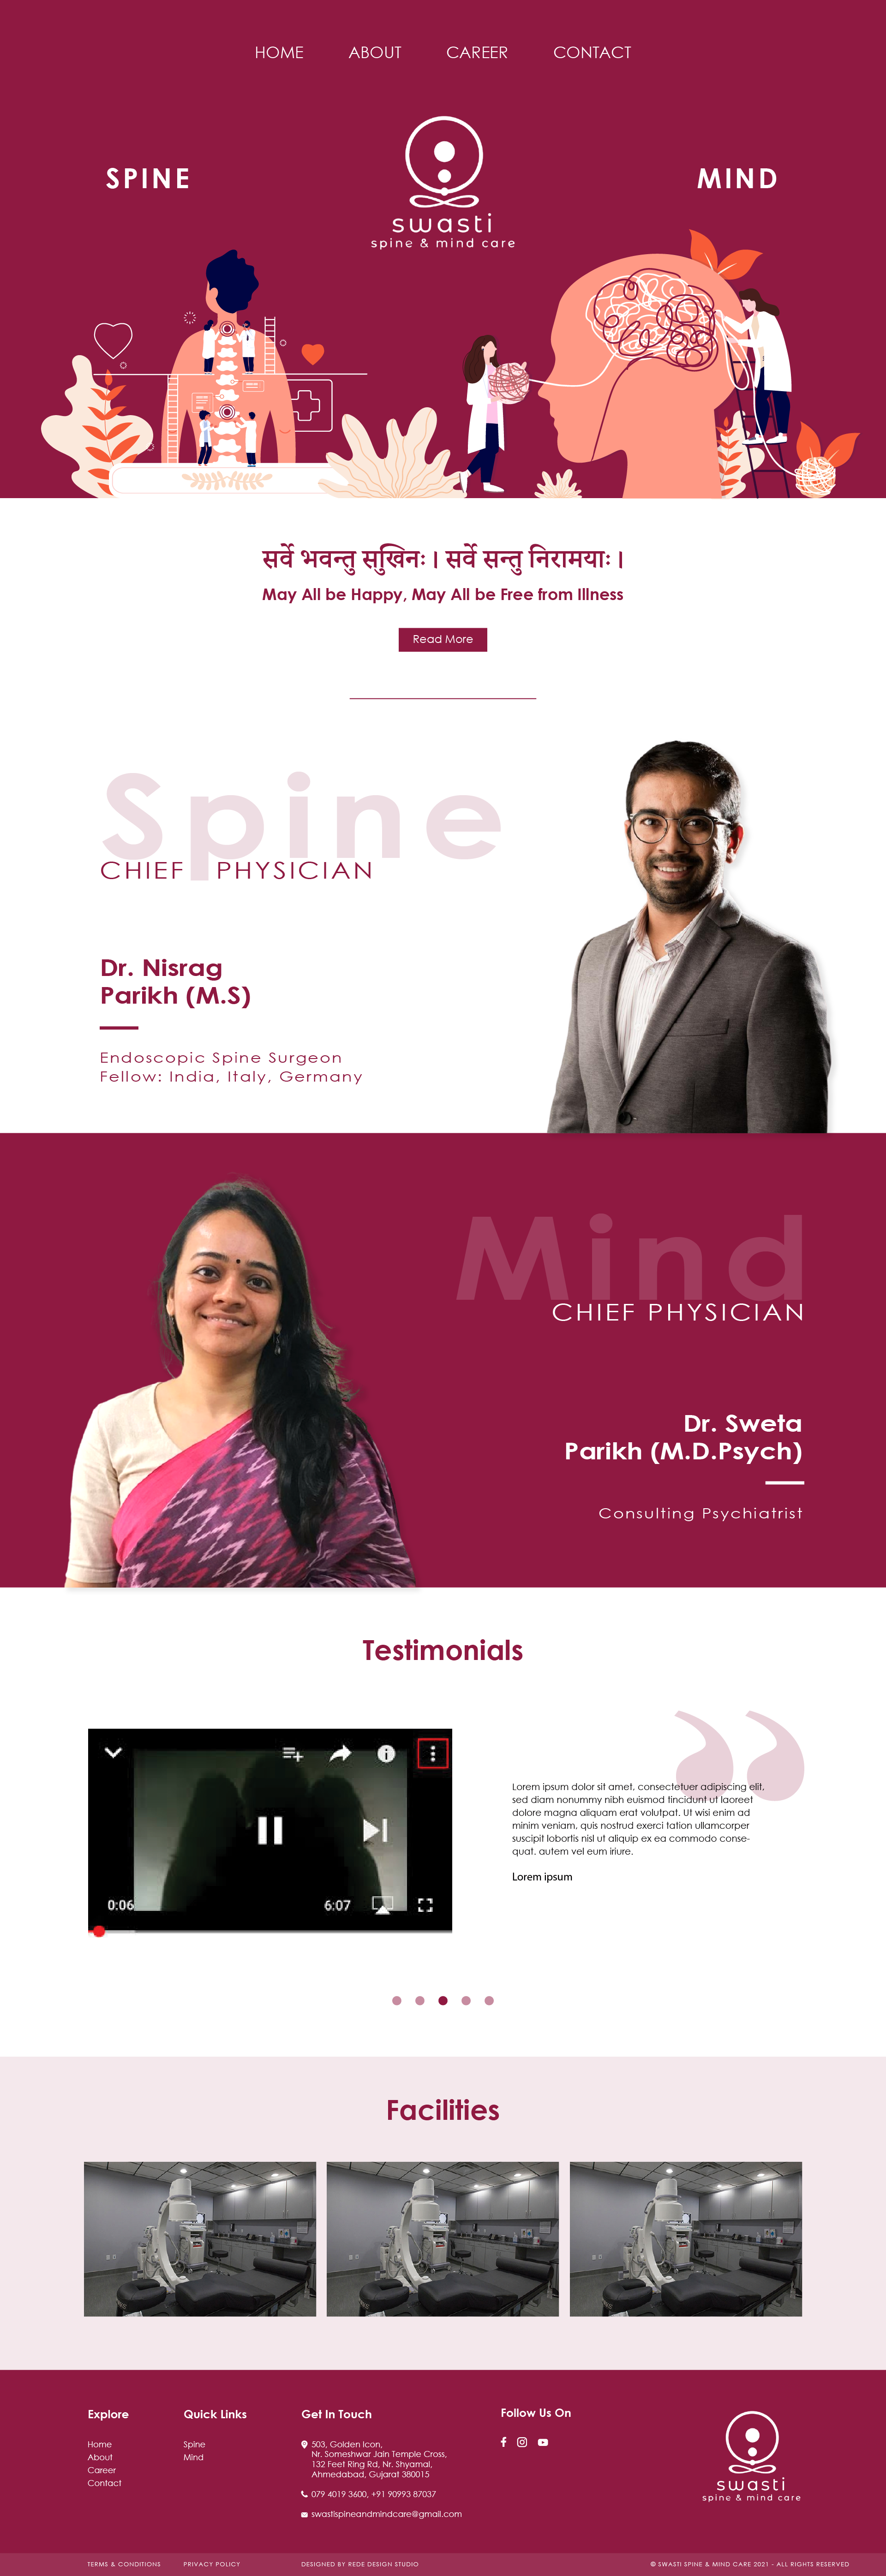 HOME ABOUT CAREER CONTACT
SPINE
MIND
swasti
spine & mind care
सर्वे भवन्तु सुखिनः । सर्वे सन्तु निरामयाः ।
May All be Happy, May All be Free from Illness
Read More
Spine
CHIEF PHYSICIAN
Dr. Nisrag
Parikh (M.S)
Endoscopic Spine Surgeon
Fellow: India, Italy, Germany
Mind
CHIEF PHYSICIAN
Dr. Sweta
Parikh (M.D.Psych)
Consulting Psychiatrist
Testimonials
0:06 6:07
Lorem ipsum dolor sit amet, consectetuer adipiscing elit,
sed diam nonummy nibh euismod tincidunt ut laoreet
dolore magna aliquam erat volutpat. Ut wisi enim ad
minim veniam, quis nostrud exerci tation ullamcorper
suscipit lobortis nisl ut aliquip ex ea commodo conse-
quat. autem vel eum iriure.
Lorem ipsum
Facilities
Explore
Home
About
Career
Contact
Quick Links
Spine
Mind
Get In Touch
503, Golden Icon,
Nr. Someshwar Jain Temple Cross,
132 Feet Ring Rd, Nr. Shyamal,
Ahmedabad, Gujarat 380015
079 4019 3600, +91 90993 87037
swastispineandmindcare@gmail.com
Follow Us On
swasti
spine & mind care
TERMS & CONDITIONS PRIVACY POLICY DESIGNED BY REDE DESIGN STUDIO © SWASTI SPINE & MIND CARE 2021 - ALL RIGHTS RESERVED